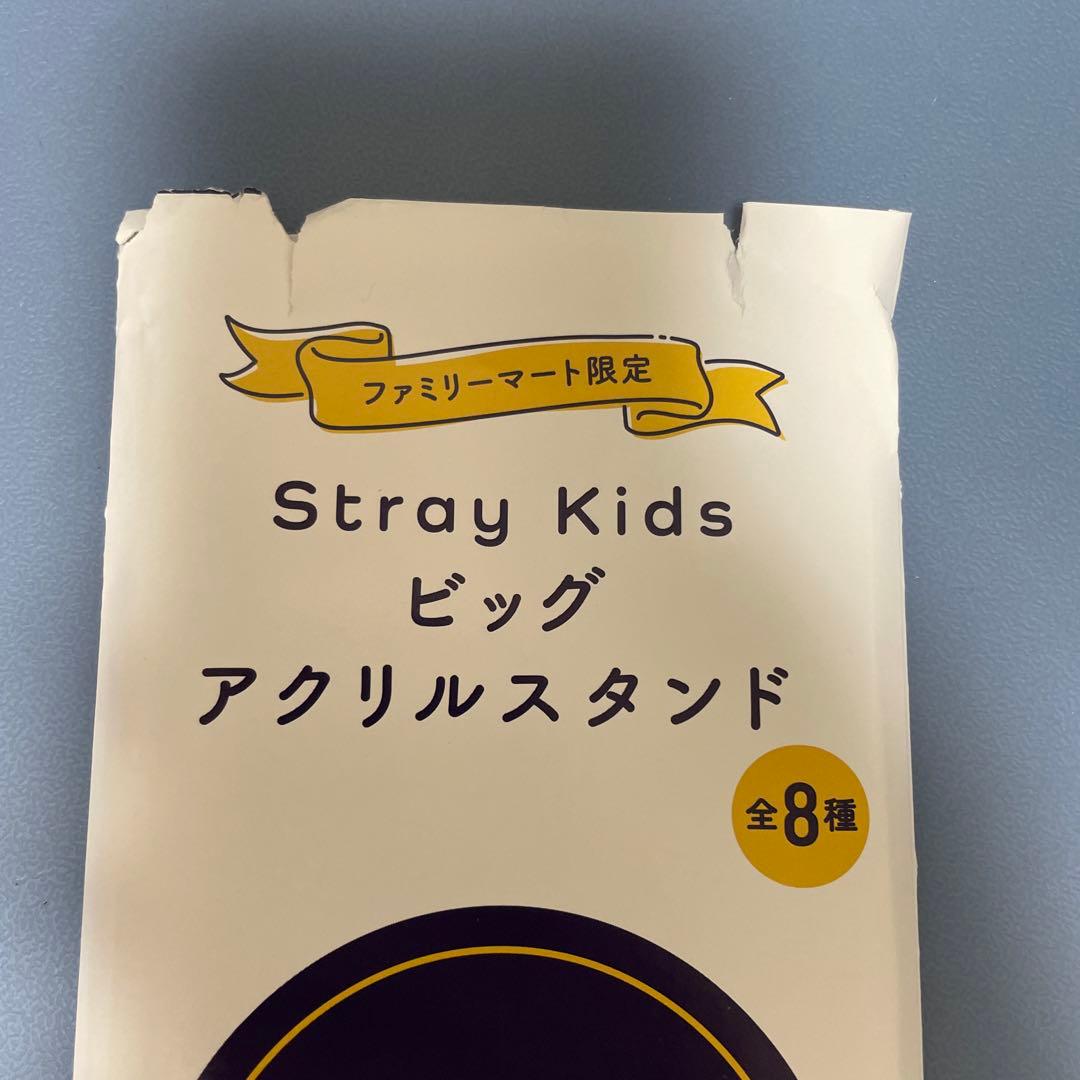 ファミリーマート限定
Stray Kids
ビッグ
アクリルスタンド
全8種